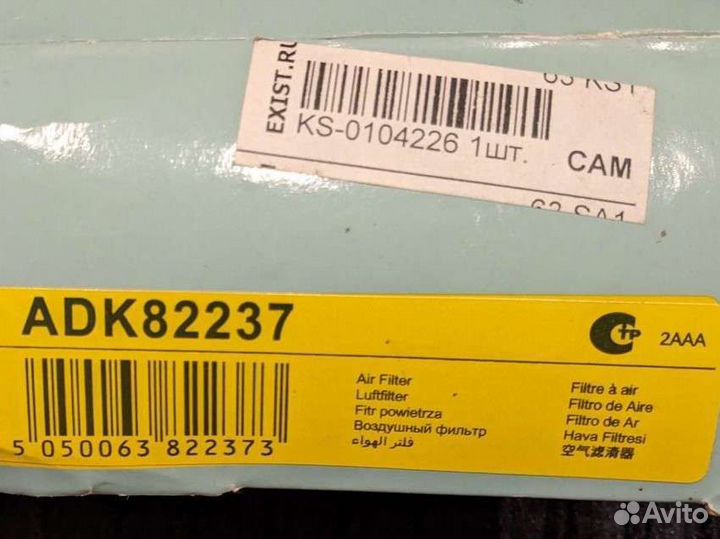 EXIST.RU
KS-0104226 1шт.
CAM
ADK82237
2AAA
5 050063 822373
Air Filter
Luftfilter
Fitr powietrza
Воздушный фильтр
فلتر الهواء
Filtre à air
Filtro de Aire
Filtro de Ar
Hava Filtresi
空气滤清器
Avito